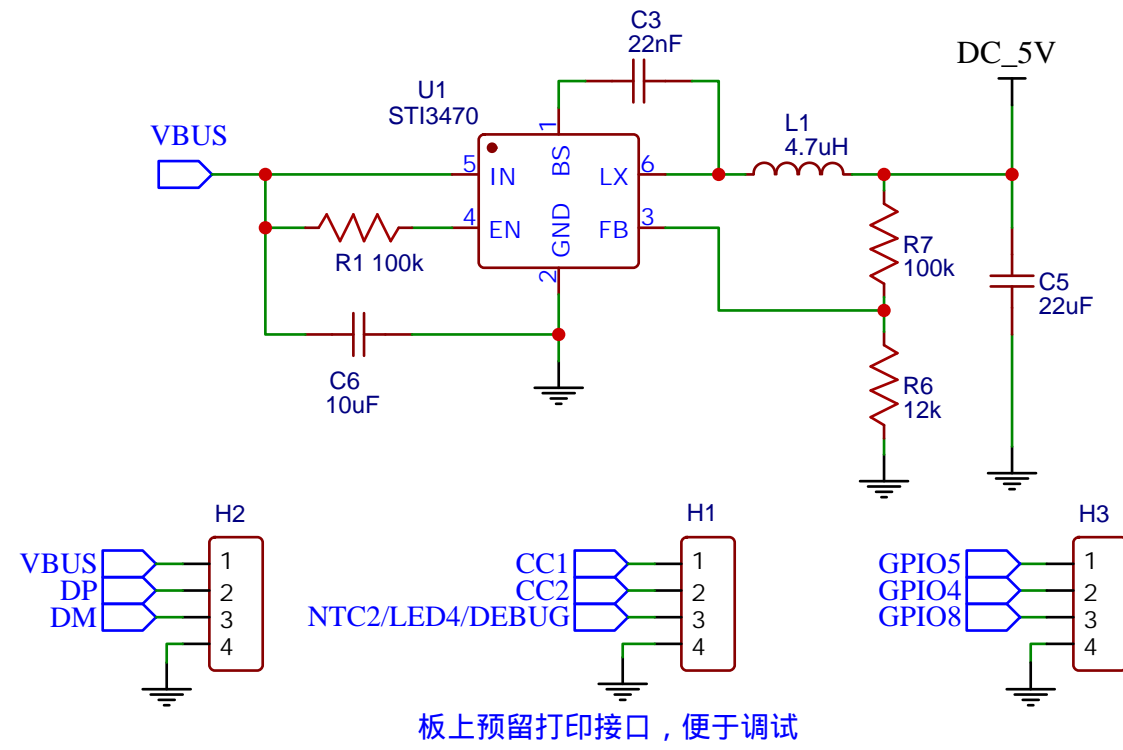 C3
22nF
DC_5V
U1
STI3470
L1
4.7uH
VBUS
1
5
IN
BS
LX
6
4
EN
GND
FB
3
2
R1 100k
R7
100k
C5
22uF
C6
10uF
R6
12k
H2
VBUS
1
DP
2
DM
3
4
H1
CC1
1
CC2
2
NTC2/LED4/DEBUG
3
4
H3
GPIO5
1
GPIO4
2
GPIO8
3
4
板上预留打印接口，便于调试